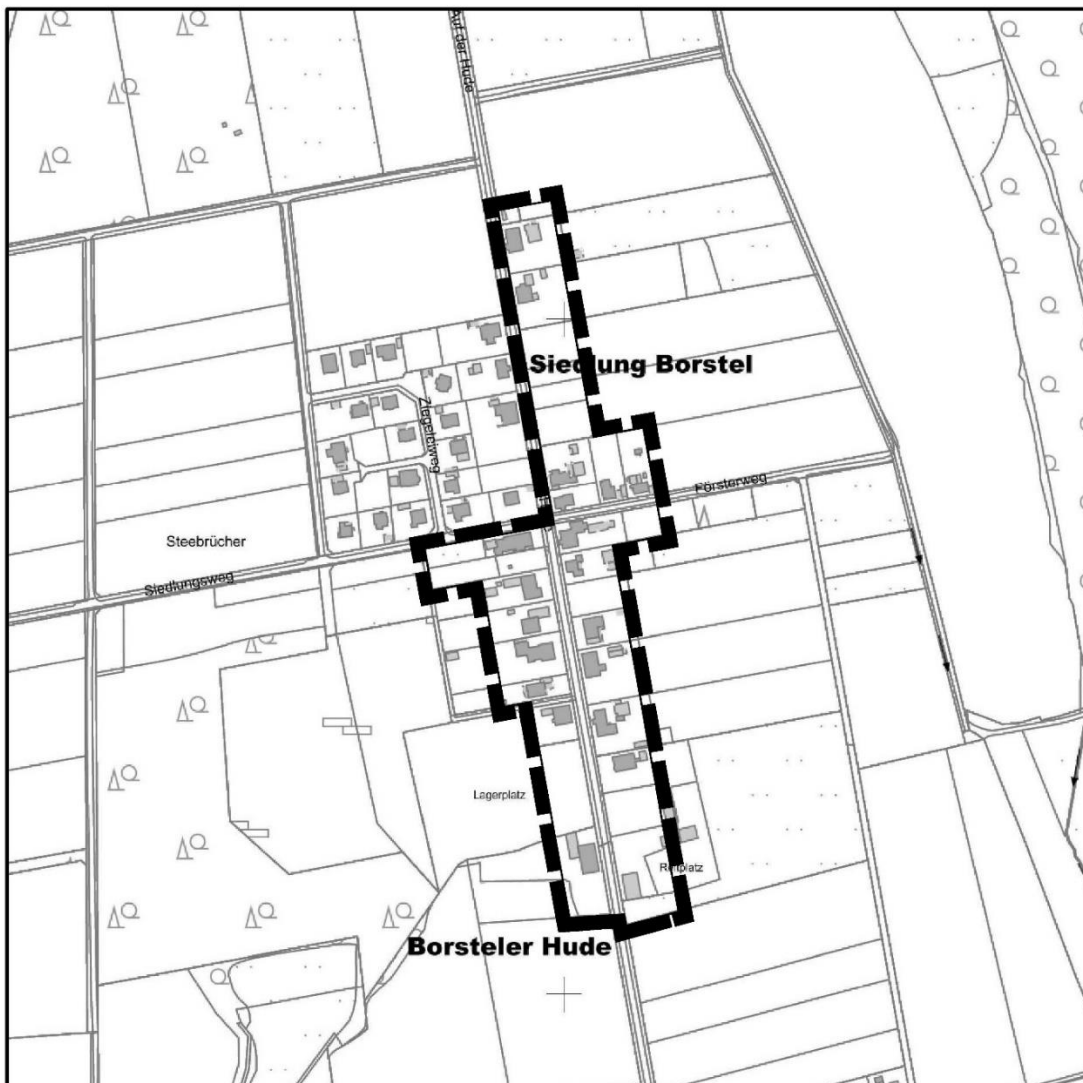 Auf der Hude
Siedlung Borstel
Ziegeleiweg
Försterweg
Steebrücher
Siedlungsweg
Lagerplatz
Reitplatz
Borsteler Hude